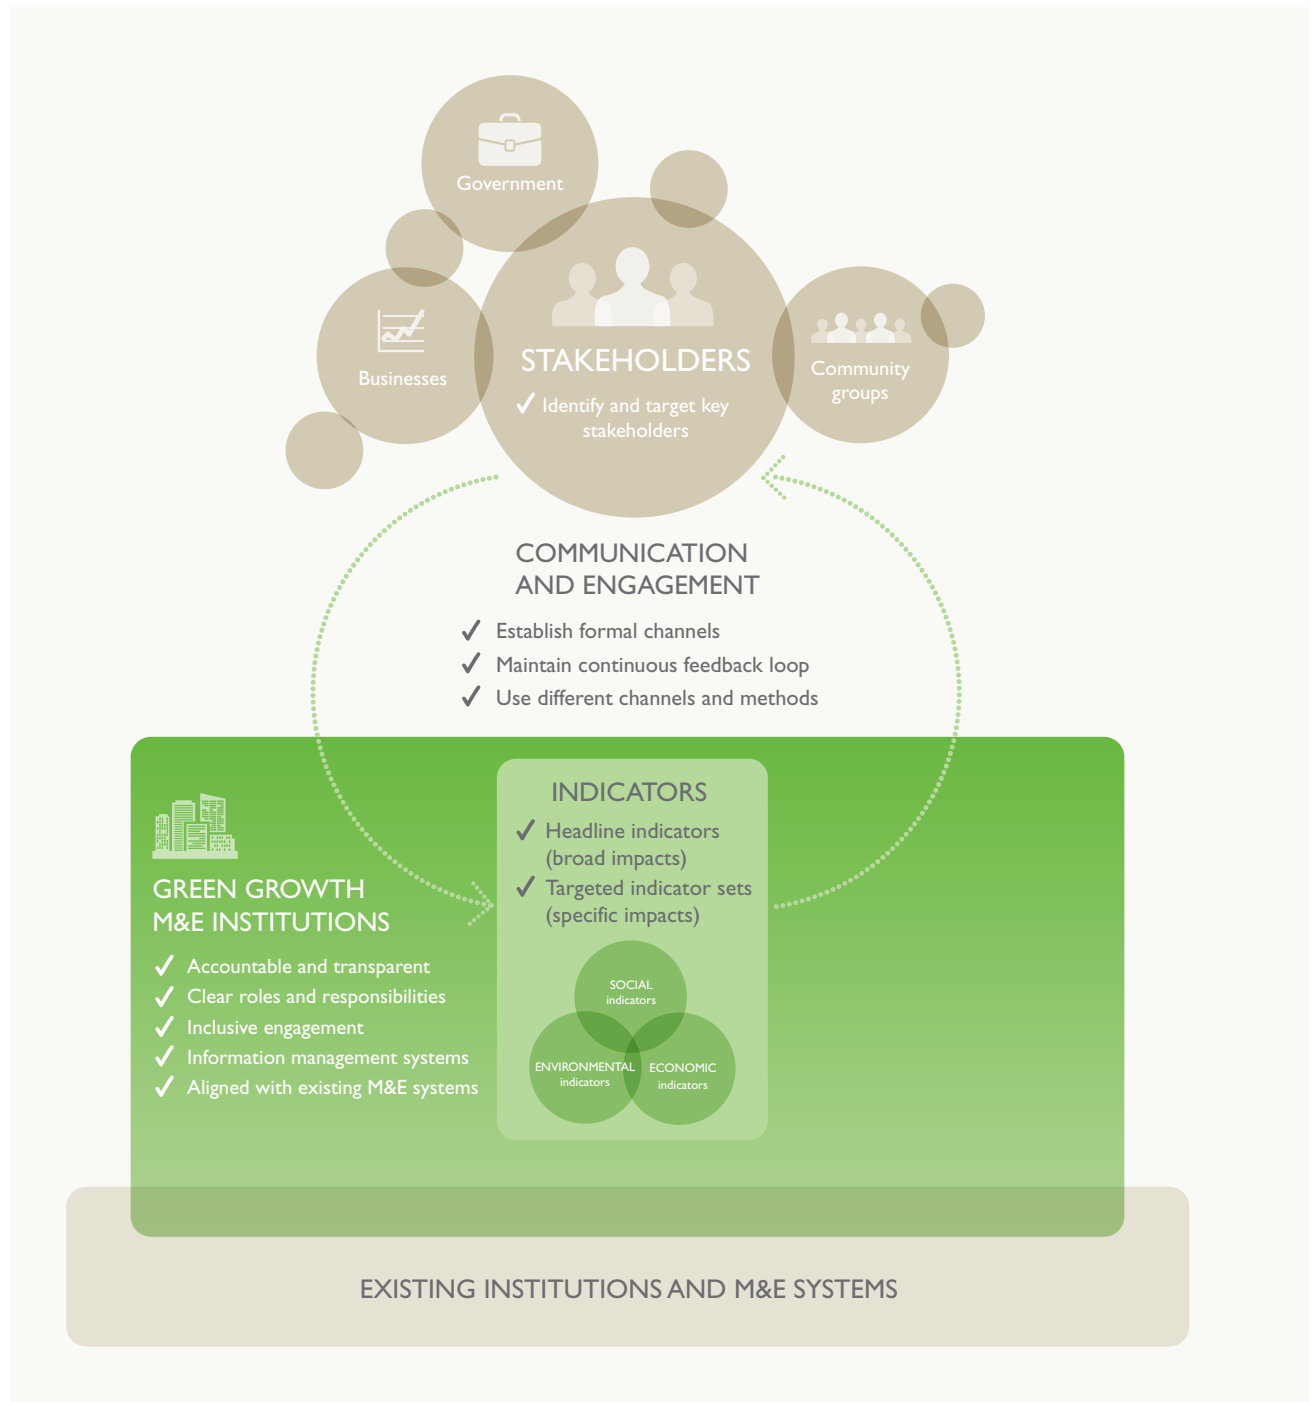 Government
Businesses
STAKEHOLDERS
✓ Identify and target key
stakeholders
Community
groups
COMMUNICATION
AND ENGAGEMENT
✓ Establish formal channels
✓ Maintain continuous feedback loop
✓ Use different channels and methods
GREEN GROWTH
M&E INSTITUTIONS
✓ Accountable and transparent
✓ Clear roles and responsibilities
✓ Inclusive engagement
✓ Information management systems
✓ Aligned with existing M&E systems
INDICATORS
✓ Headline indicators
(broad impacts)
✓ Targeted indicator sets
(specific impacts)
SOCIAL
indicators
ENVIRONMENTAL
indicators
ECONOMIC
indicators
EXISTING INSTITUTIONS AND M&E SYSTEMS